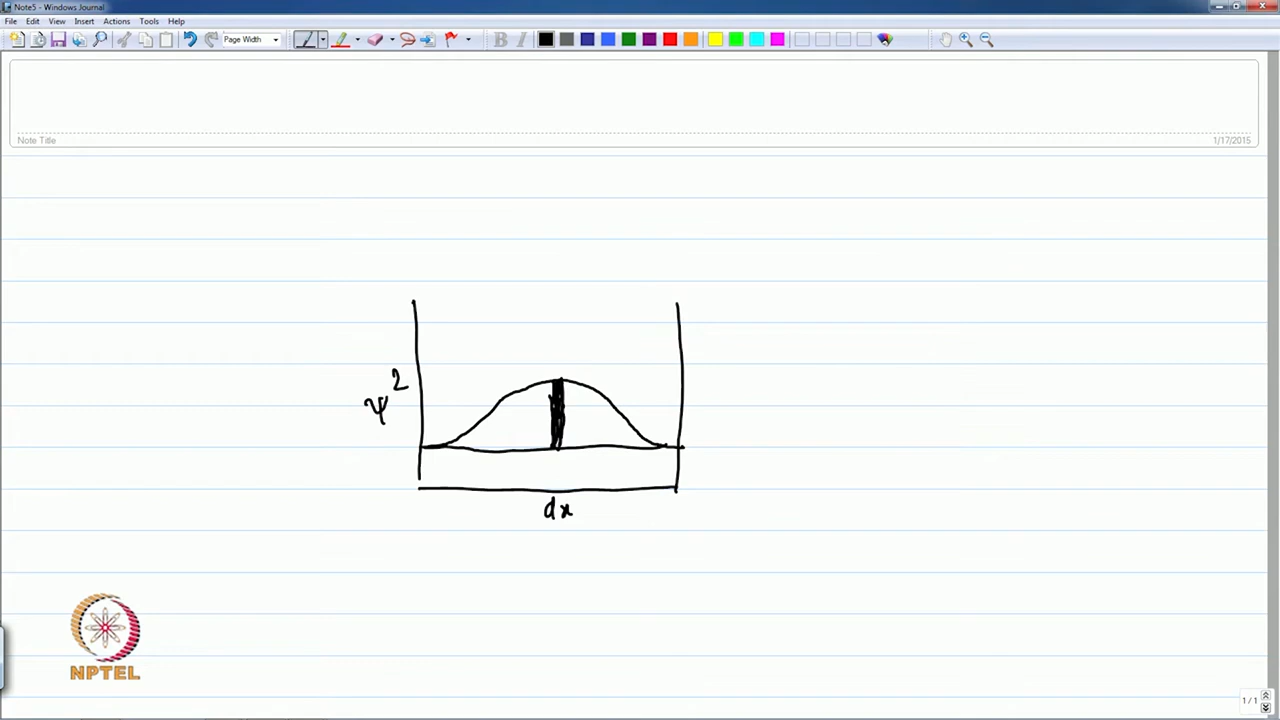 Note5 - Windows Journal
File Edit View Insert Actions Tools Help
Page Width
Note Title
1/17/2015
ψ²
dx
NPTEL
1 / 1